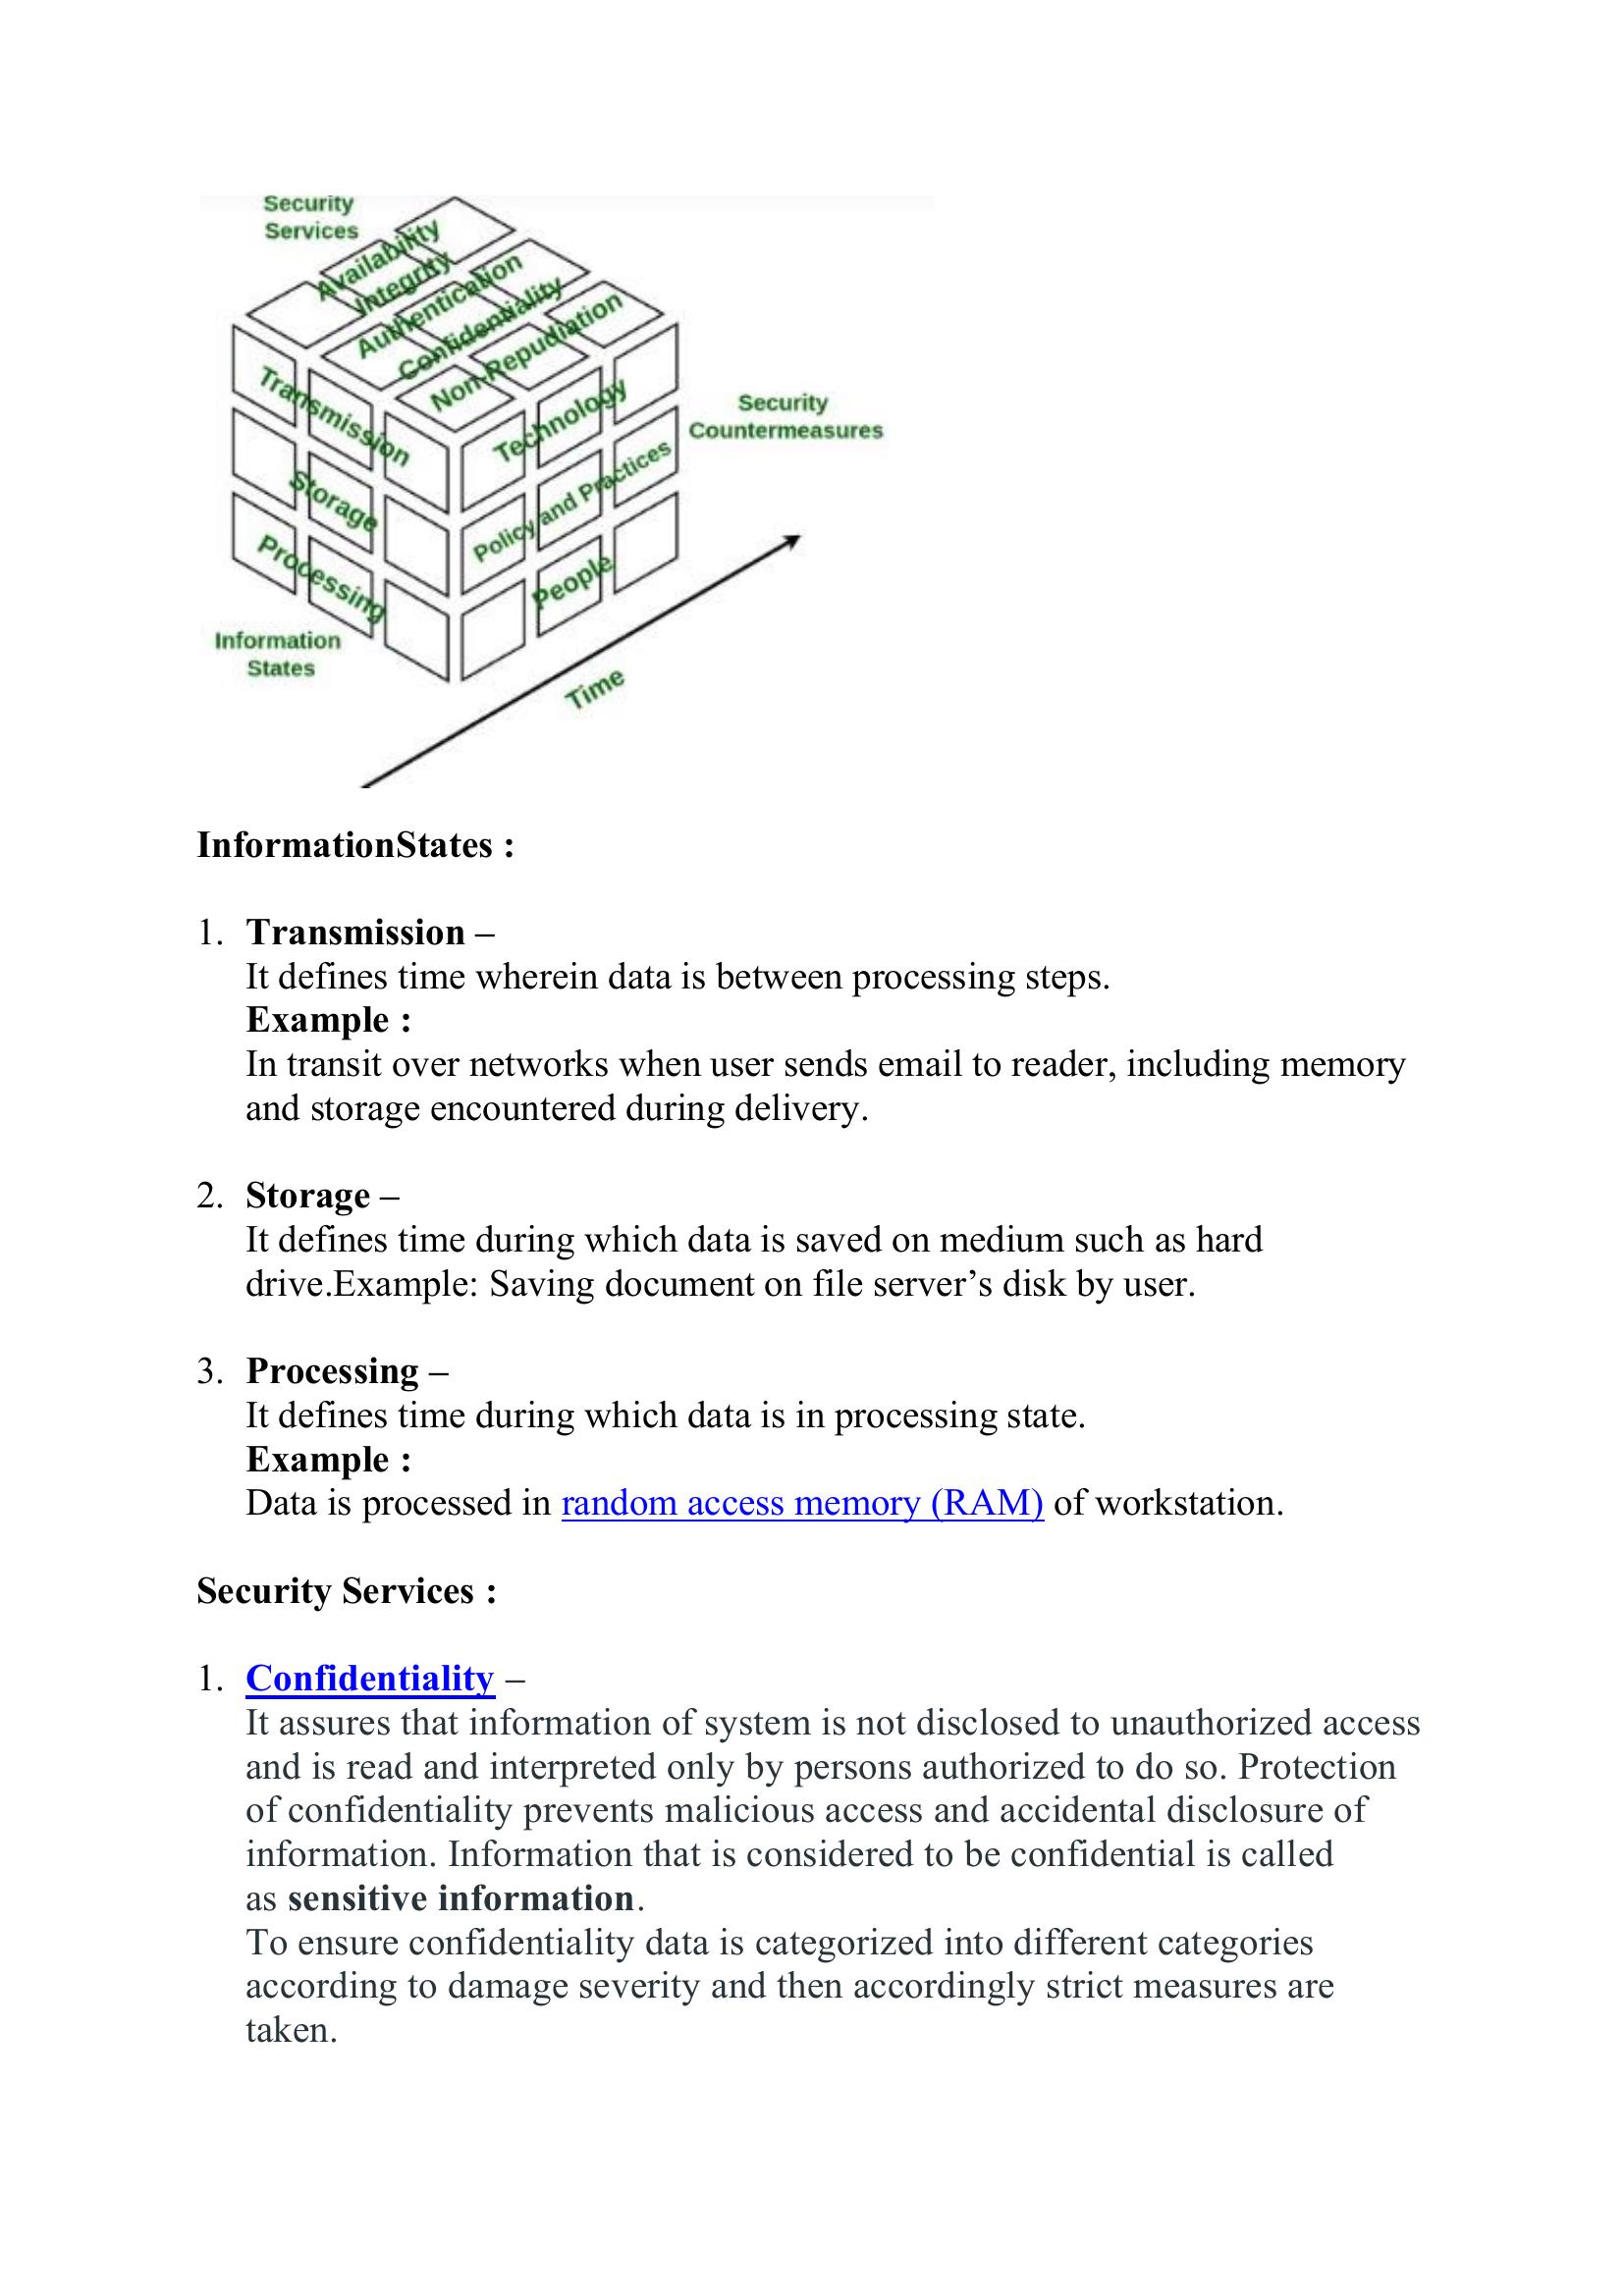 Security
Services
Availability
Integrity
Authentication
Confidentiality
Non-Repudiation
Transmission
Storage
Processing
Technology
Policy and Practices
People
Security
Countermeasures
Information
States
Time
InformationStates :
1. Transmission –
It defines time wherein data is between processing steps.
Example :
In transit over networks when user sends email to reader, including memory
and storage encountered during delivery.
2. Storage –
It defines time during which data is saved on medium such as hard
drive.Example: Saving document on file server’s disk by user.
3. Processing –
It defines time during which data is in processing state.
Example :
Data is processed in random access memory (RAM) of workstation.
Security Services :
1. Confidentiality –
It assures that information of system is not disclosed to unauthorized access
and is read and interpreted only by persons authorized to do so. Protection
of confidentiality prevents malicious access and accidental disclosure of
information. Information that is considered to be confidential is called
as sensitive information.
To ensure confidentiality data is categorized into different categories
according to damage severity and then accordingly strict measures are
taken.